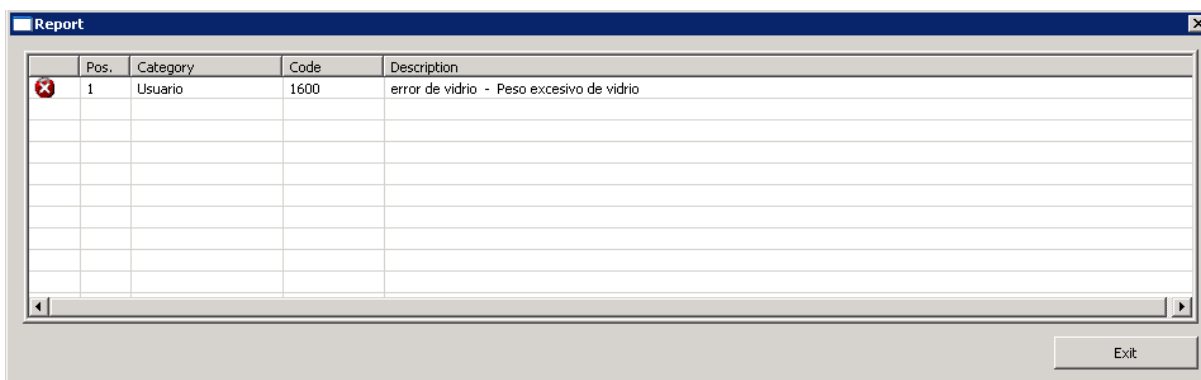 Report
Pos. Category Code Description
1 Usuario 1600 error de vidrio - Peso excesivo de vidrio
Exit